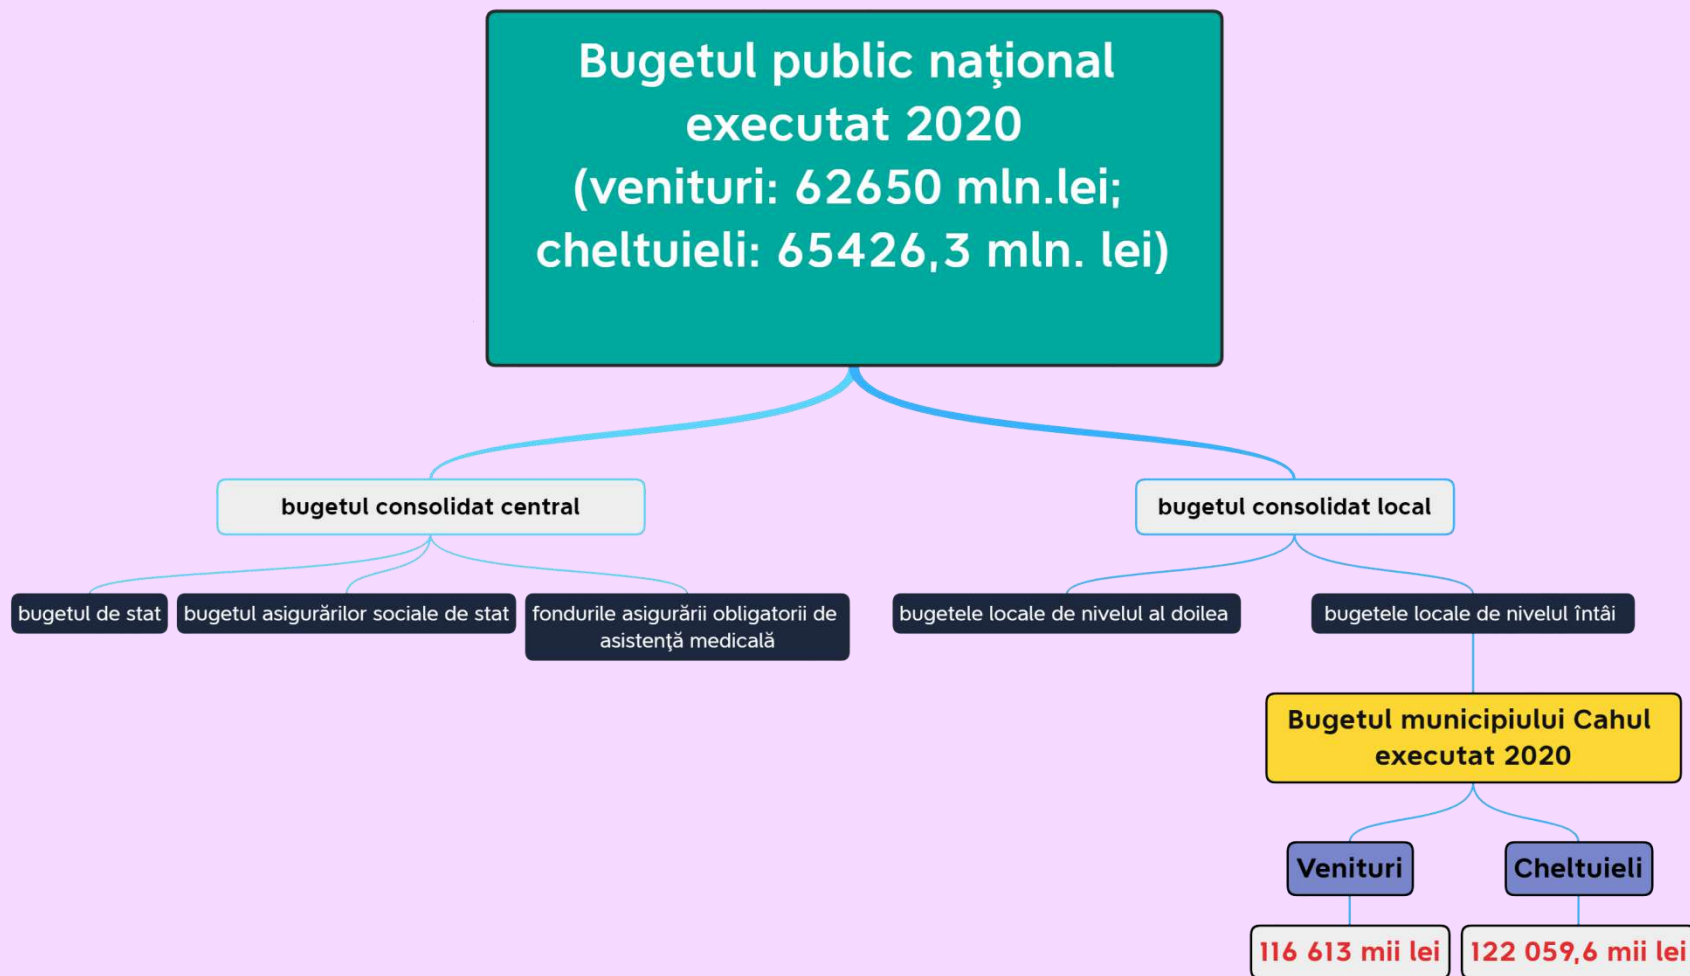 Bugetul public național
executat 2020
(venituri: 62650 mln.lei;
cheltuieli: 65426,3 mln. lei)
bugetul consolidat central
bugetul consolidat local
bugetul de stat
bugetul asigurărilor sociale de stat
fondurile asigurării obligatorii de
asistență medicală
bugetele locale de nivelul al doilea
bugetele locale de nivelul întâi
Bugetul municipiului Cahul
executat 2020
Venituri
Cheltuieli
116 613 mii lei
122 059,6 mii lei